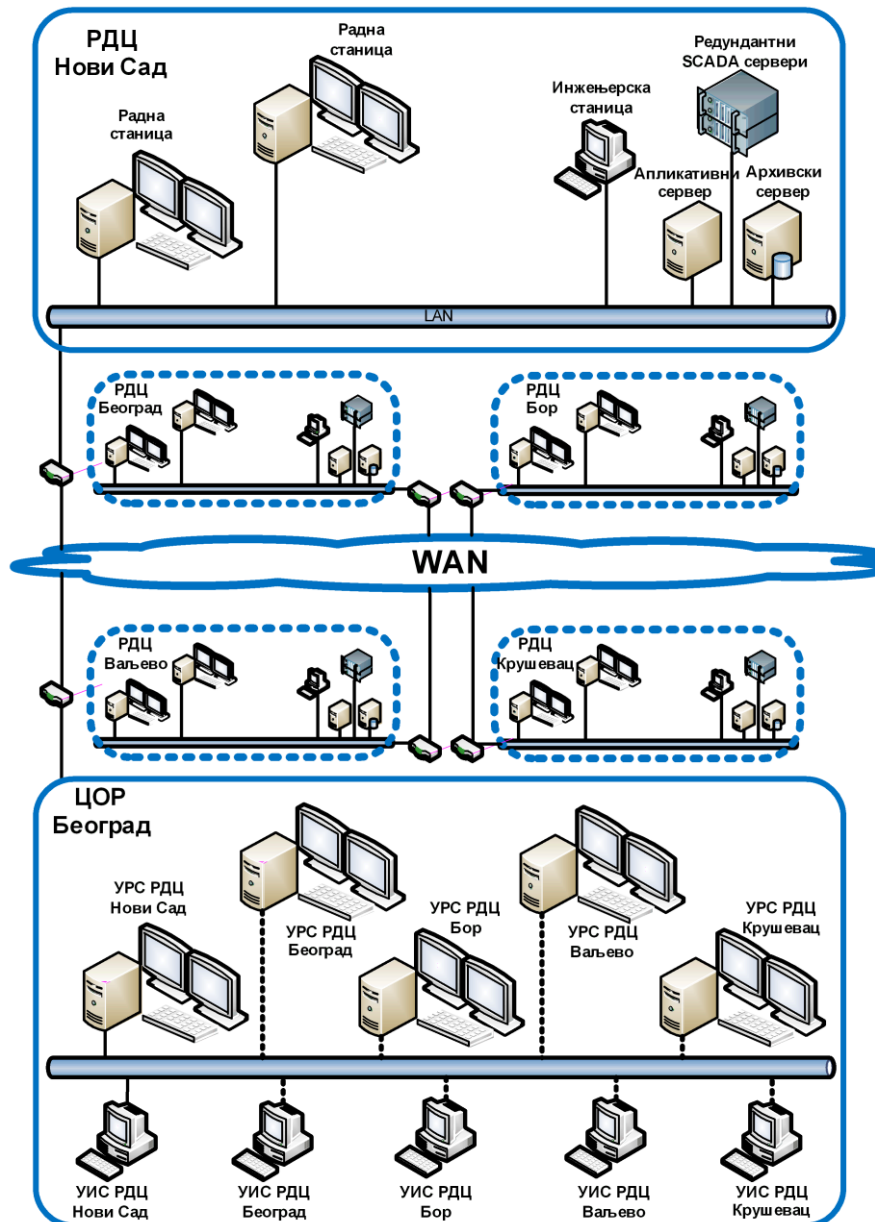 РДЦ
Нови Сад
Радна
станица
Радна
станица
Инжењерска
станица
Редундантни
SCADA сервери
Апликативни
сервер
Архивски
сервер
LAN
РДЦ
Београд
РДЦ
Бор
WAN
РДЦ
Ваљево
РДЦ
Крушевац
ЦОР
Београд
УРС РДЦ
Нови Сад
УРС РДЦ
Београд
УРС РДЦ
Бор
УРС РДЦ
Ваљево
УРС РДЦ
Крушевац
УИС РДЦ
Нови Сад
УИС РДЦ
Београд
УИС РДЦ
Бор
УИС РДЦ
Ваљево
УИС РДЦ
Крушевац